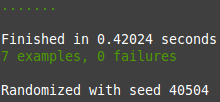 .......
Finished in 0.42024 seconds
7 examples, 0 failures
Randomized with seed 40504